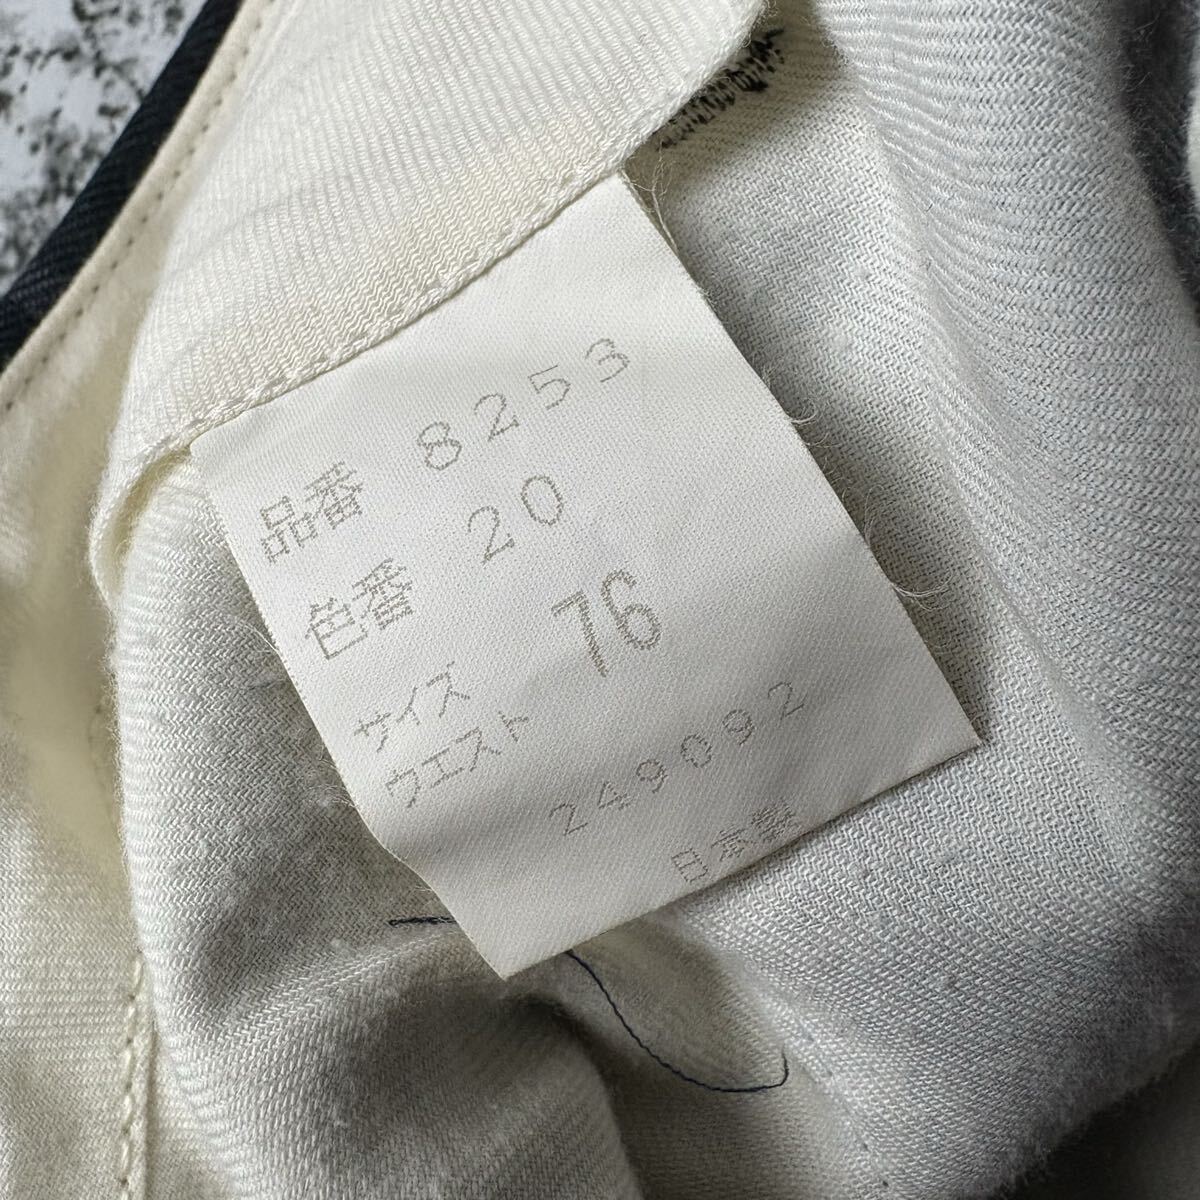 品番 8253
色番 20
サイズ
ウエスト 76
249092
日本製